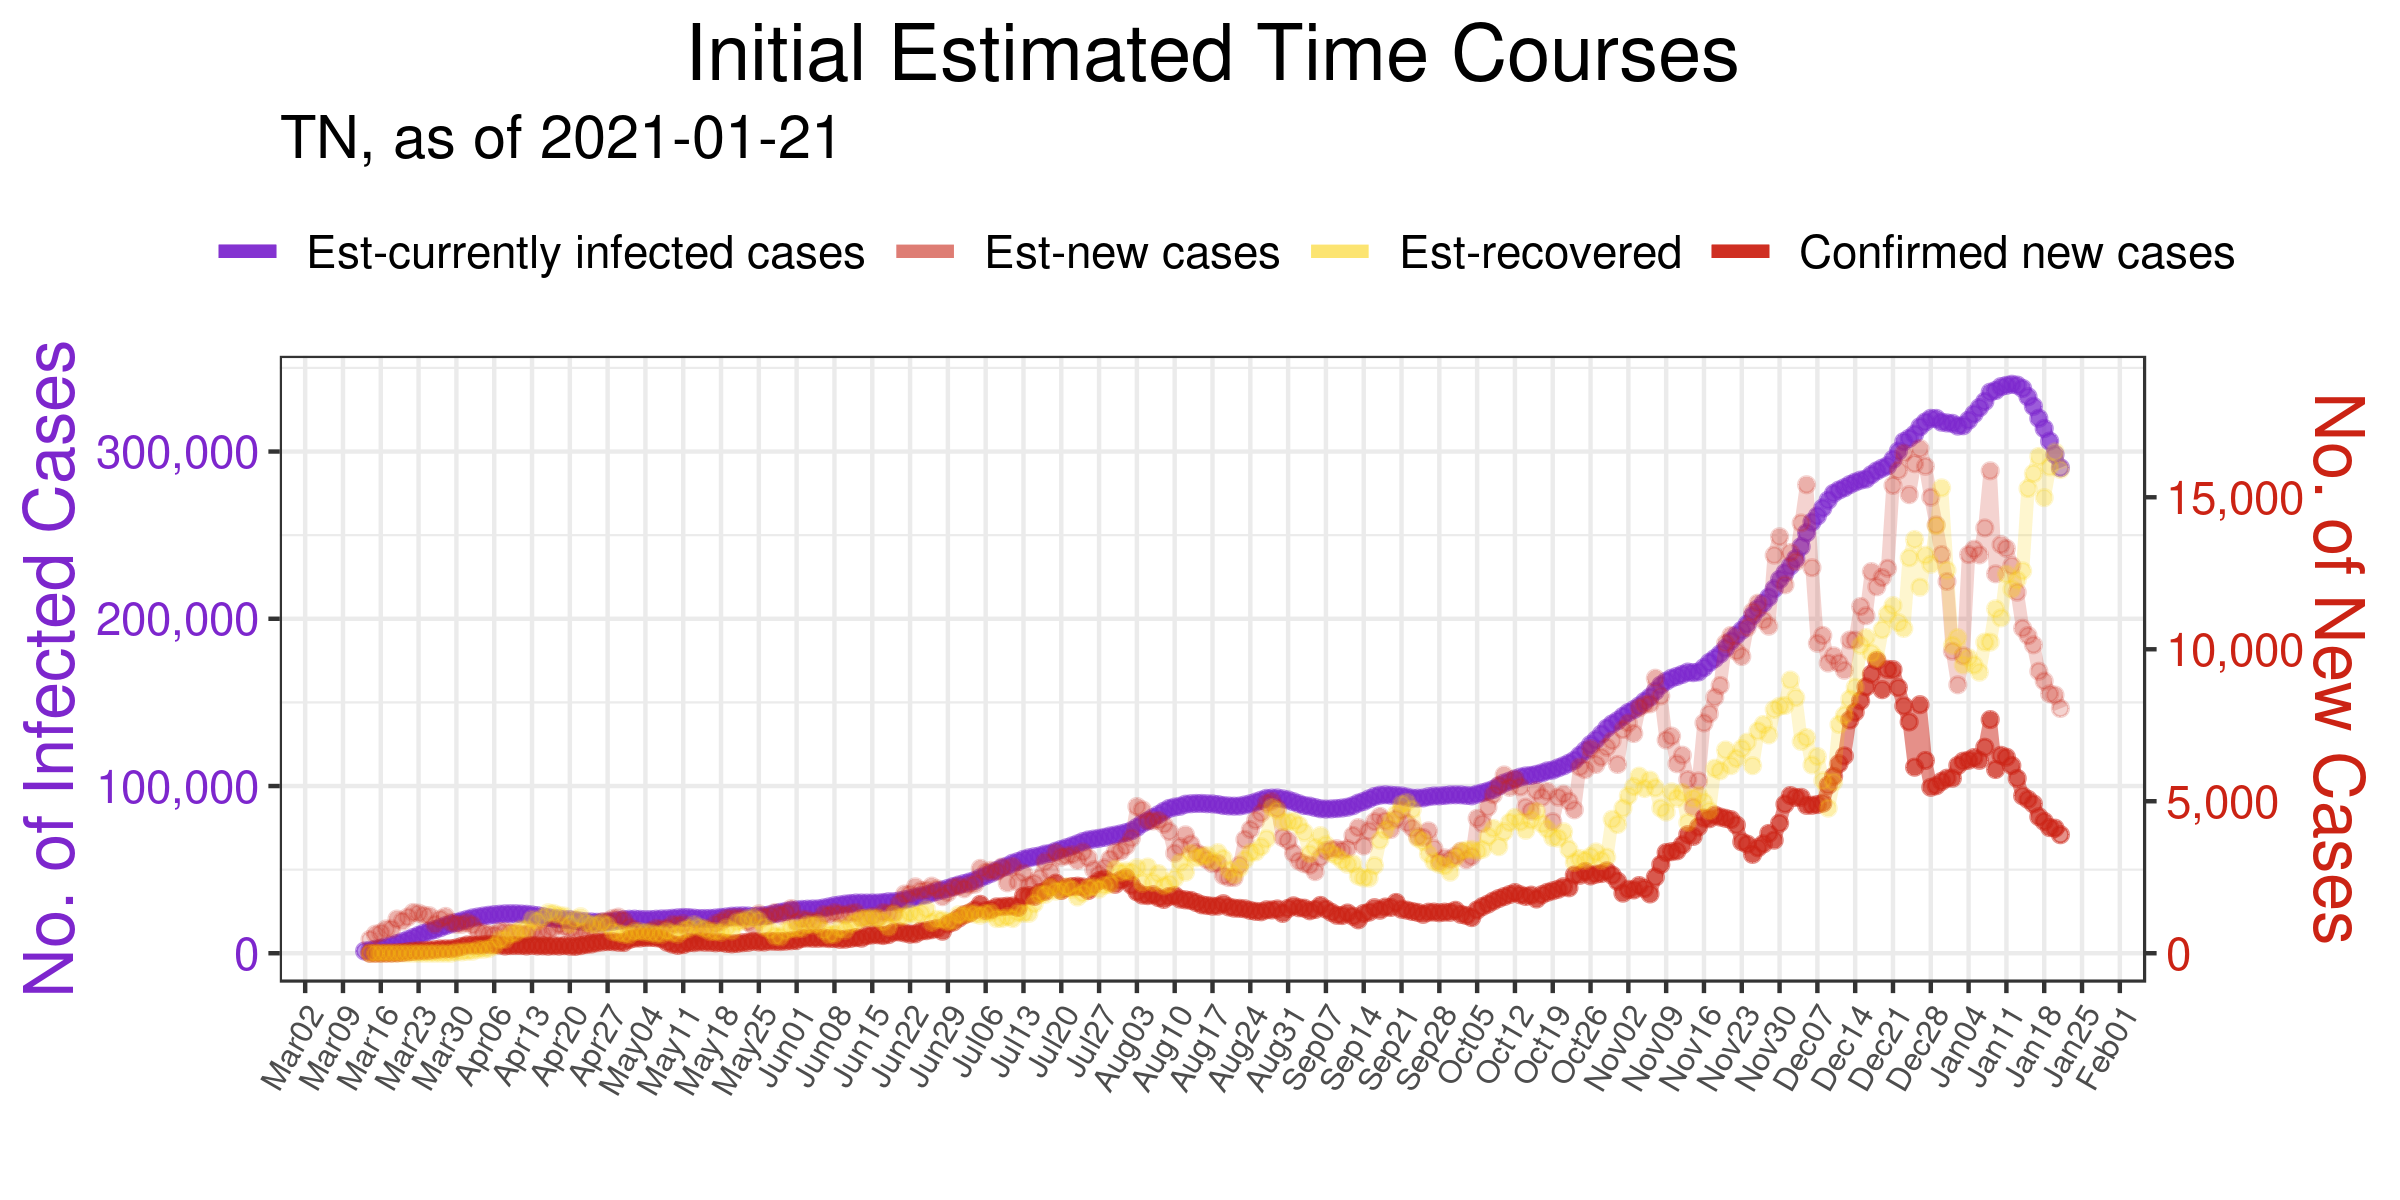 Initial Estimated Time Courses
TN, as of 2021-01-21
Est-currently infected cases
Est-new cases
Est-recovered
Confirmed new cases
No. of Infected Cases
300,000
200,000
100,000
0
15,000
10,000
5,000
0
No. of New Cases
Mar02
Mar09
Mar16
Mar23
Mar30
Apr06
Apr13
Apr20
Apr27
May04
May11
May18
May25
Jun01
Jun08
Jun15
Jun22
Jun29
Jul06
Jul13
Jul20
Jul27
Aug03
Aug10
Aug17
Aug24
Aug31
Sep07
Sep14
Sep21
Sep28
Oct05
Oct12
Oct19
Oct26
Nov02
Nov09
Nov16
Nov23
Nov30
Dec07
Dec14
Dec21
Dec28
Jan04
Jan11
Jan18
Jan25
Feb01